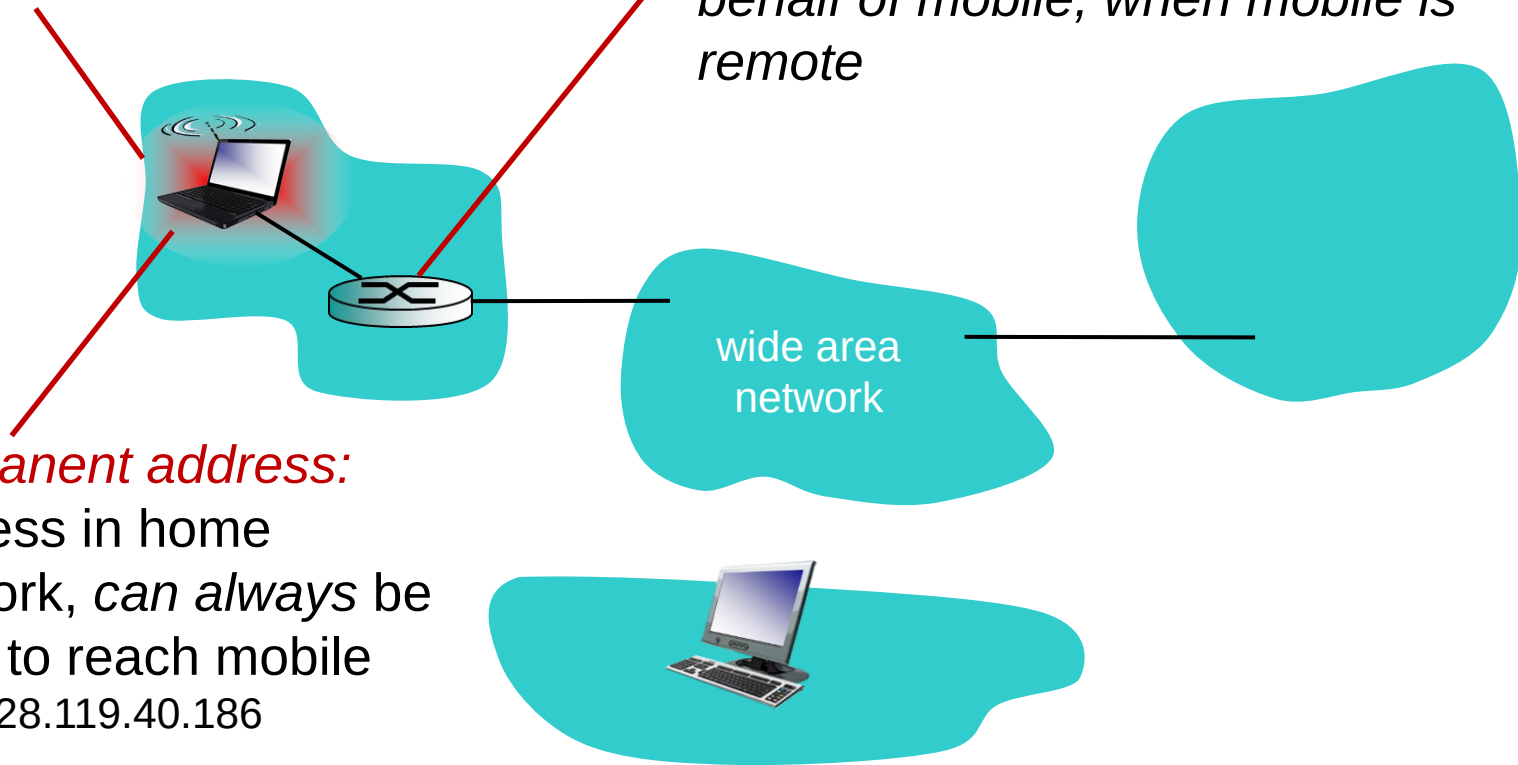 behalf of mobile, when mobile is
remote
wide area
network
anent address:
ess in home
ork, can always be
to reach mobile
28.119.40.186